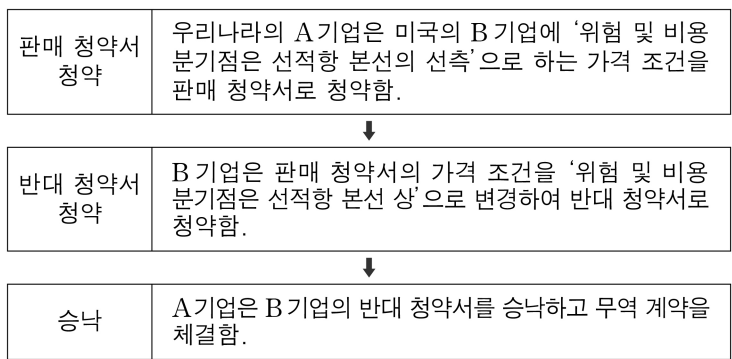 판매 청약서
청약
우리나라의 A기업은 미국의 B기업에 ‘위험 및 비용
분기점은 선적항 본선의 선측’으로 하는 가격 조건을
판매 청약서로 청약함.
반대 청약서
청약
B기업은 판매 청약서의 가격 조건을 ‘위험 및 비용
분기점은 선적항 본선 상’으로 변경하여 반대 청약서로
청약함.
승낙
A기업은 B기업의 반대 청약서를 승낙하고 무역 계약을
체결함.